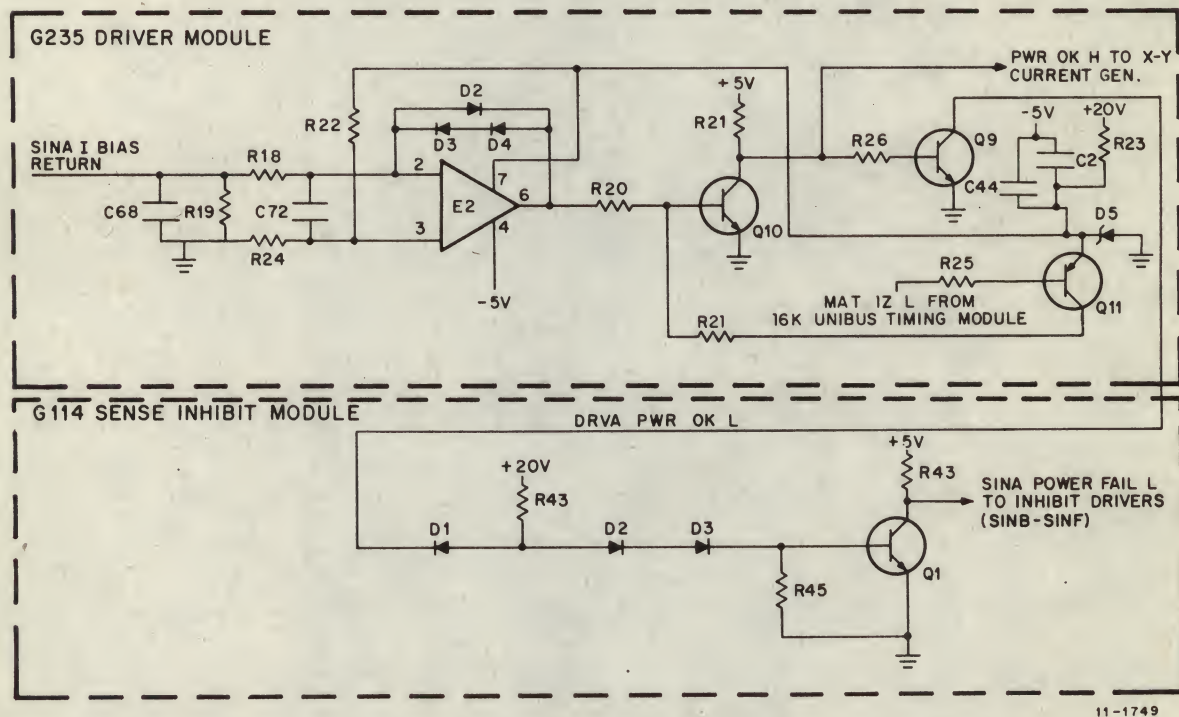 G235 DRIVER MODULE
PWR OK H TO X-Y
CURRENT GEN.
D2
+5V
-5V
+20V
R22
D3
D4
R21
R26
Q9
R23
SINA I BIAS
RETURN
R18
2
7
C2
C68
R19
C72
E2
6
R20
C44
4
D5
3
Q10
R24
R25
-5V
MAT 1Z L FROM
16K UNIBUS TIMING MODULE
Q11
R21
G114 SENSE INHIBIT MODULE
DRVA PWR OK L
+5V
+20V
R43
R43
SINA POWER FAIL L
TO INHIBIT DRIVERS
(SINB-SINF)
D1
D2
D3
Q1
R45
11-1749